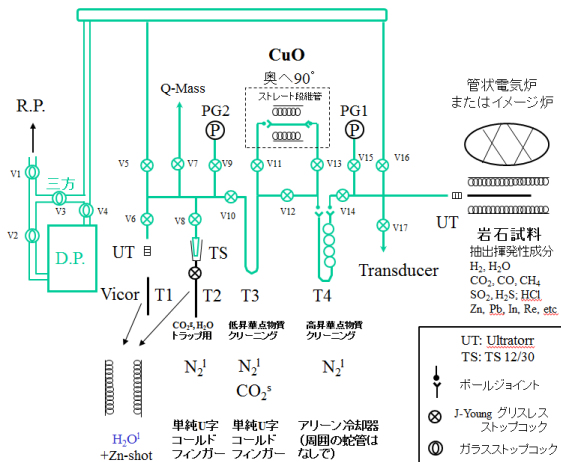 CuO
奥へ90°
ストレート段継管
Q-Mass
R.P.
PG2
P
PG1
P
管状電気炉
またはイメージ炉
V1
三方
V3
V4
V2
D.P.
V5
V7
V9
V11
V13
V15
V16
V6
V8
V10
V12
V14
V17
UT
TS
UT
Transducer
Vicor
T1
T2
T3
T4
岩石試料
抽出揮発性成分
H₂, H₂O
CO₂, CO, CH₄
SO₂, H₂S; HCl
Zn, Pb, In, Re, etc
CO₂ˢ, H₂O
トラップ用
低昇華点物質
クリーニング
高昇華点物質
クリーニング
N₂ˡ
N₂ˡ
CO₂ˢ
N₂ˡ
H₂Oˡ
+Zn-shot
単純U字
コールド
フィンガー
単純U字
コールド
フィンガー
アリーン冷却器
(周囲の蛇管は
なしで)
UT: Ultratorr
TS: TS 12/30
ボールジョイント
J-Young グリスレス
ストップコック
ガラスストップコック